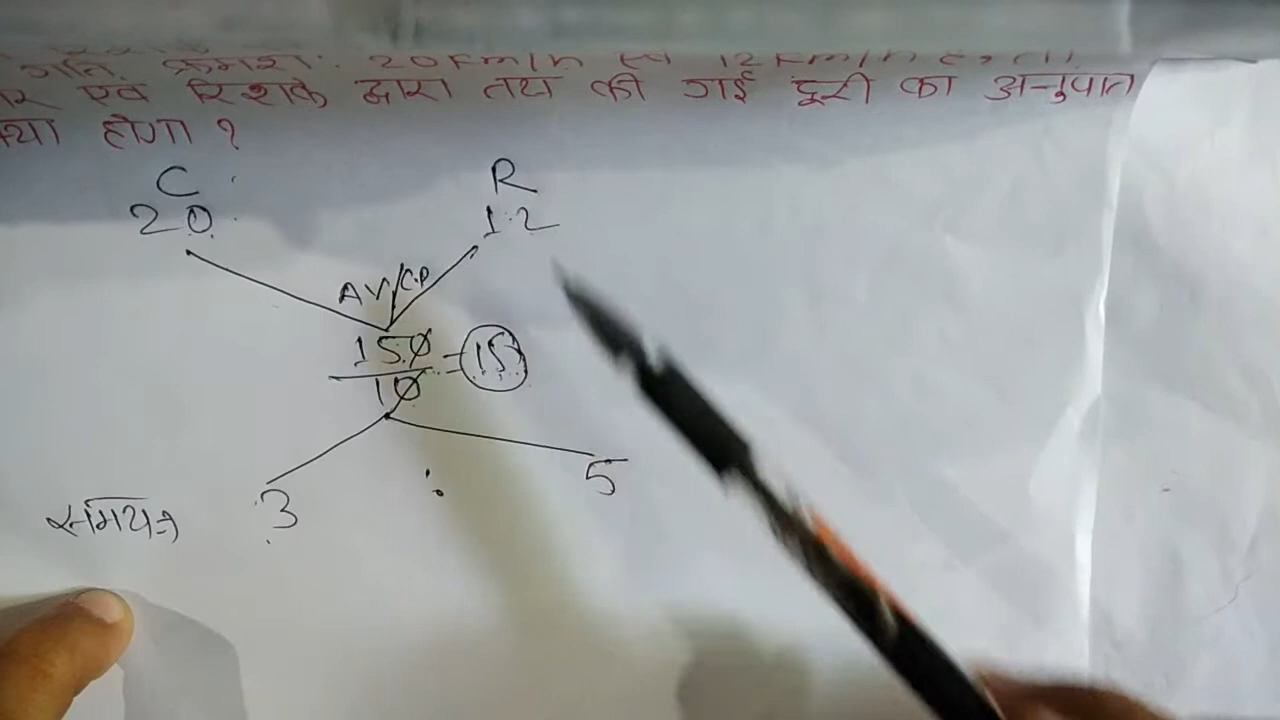 गति क्रमशः 20 km/h एवं 12 km/h है, तो
एवं रिक्शाके द्वारा तय की गई दूरी का अनुपात
क्या होगा ?
C R
20 12
AV/C.P
150/10 = 15
3 : 5
समय→